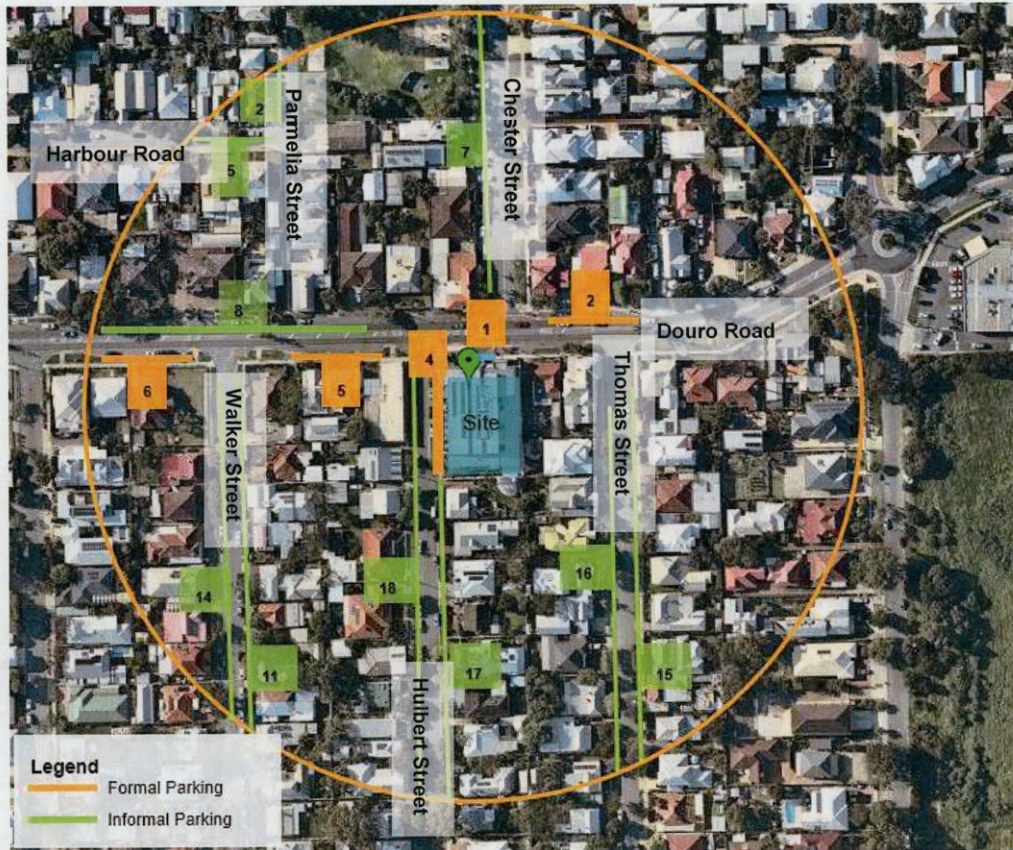 2
Parmelia Street
Chester Street
Harbour Road
5
7
8
2
1
Douro Road
4
6
5
Thomas Street
Site
Walker Street
14
18
16
11
17
15
Hulbert Street
Legend
Formal Parking
Informal Parking